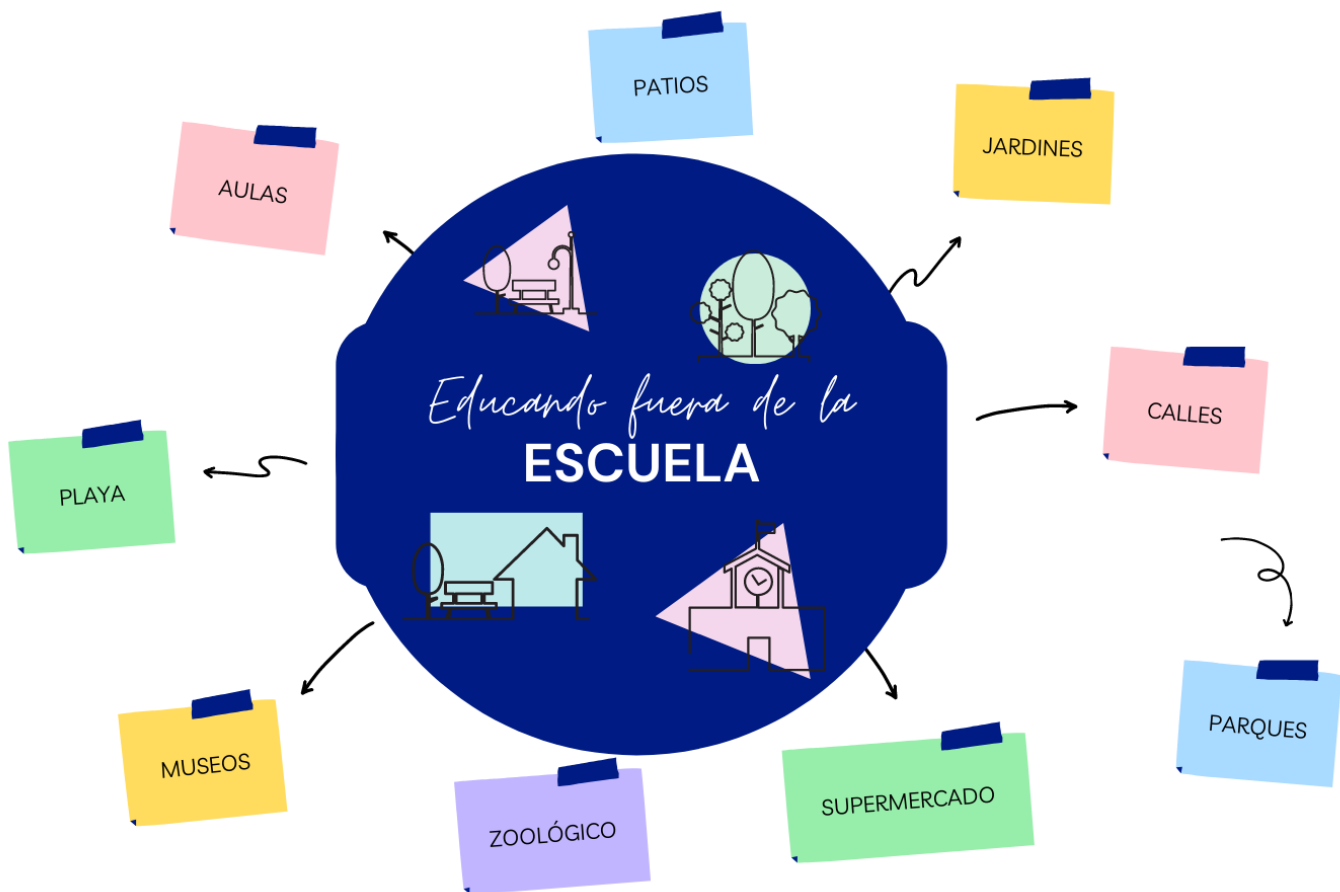 PATIOS
JARDINES
AULAS
CALLES
Educando fuera de la
ESCUELA
PLAYA
PARQUES
MUSEOS
SUPERMERCADO
ZOOLÓGICO